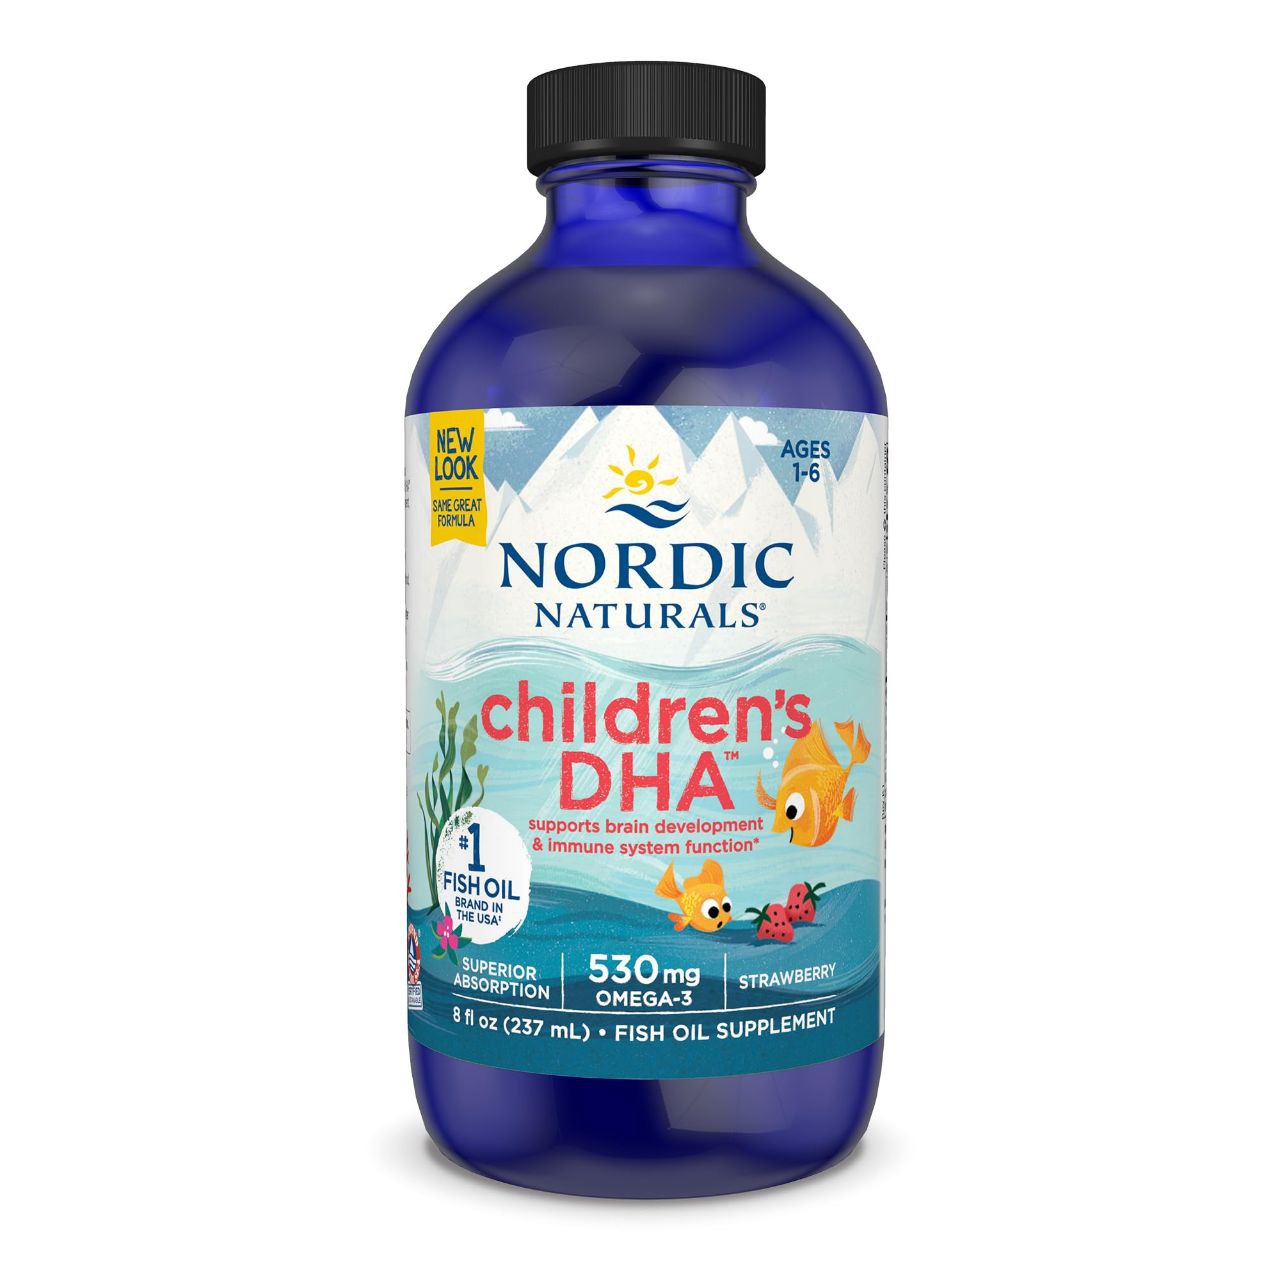 NEW
LOOK
SAME GREAT
FORMULA
AGES
1-6
NORDIC
NATURALS®
children's
DHA™
supports brain development
& immune system function*
#1
FISH OIL
BRAND IN
THE USA‡
SUPERIOR
ABSORPTION
530 mg
OMEGA-3
STRAWBERRY
8 fl oz (237 mL) • FISH OIL SUPPLEMENT